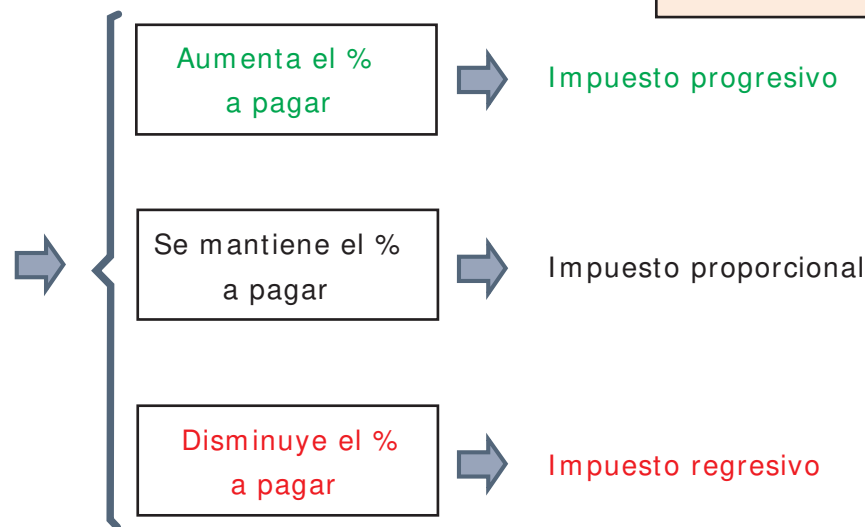 Aumenta el %
a pagar
Impuesto progresivo
Se mantiene el %
a pagar
Impuesto proporcional
Disminuye el %
a pagar
Impuesto regresivo